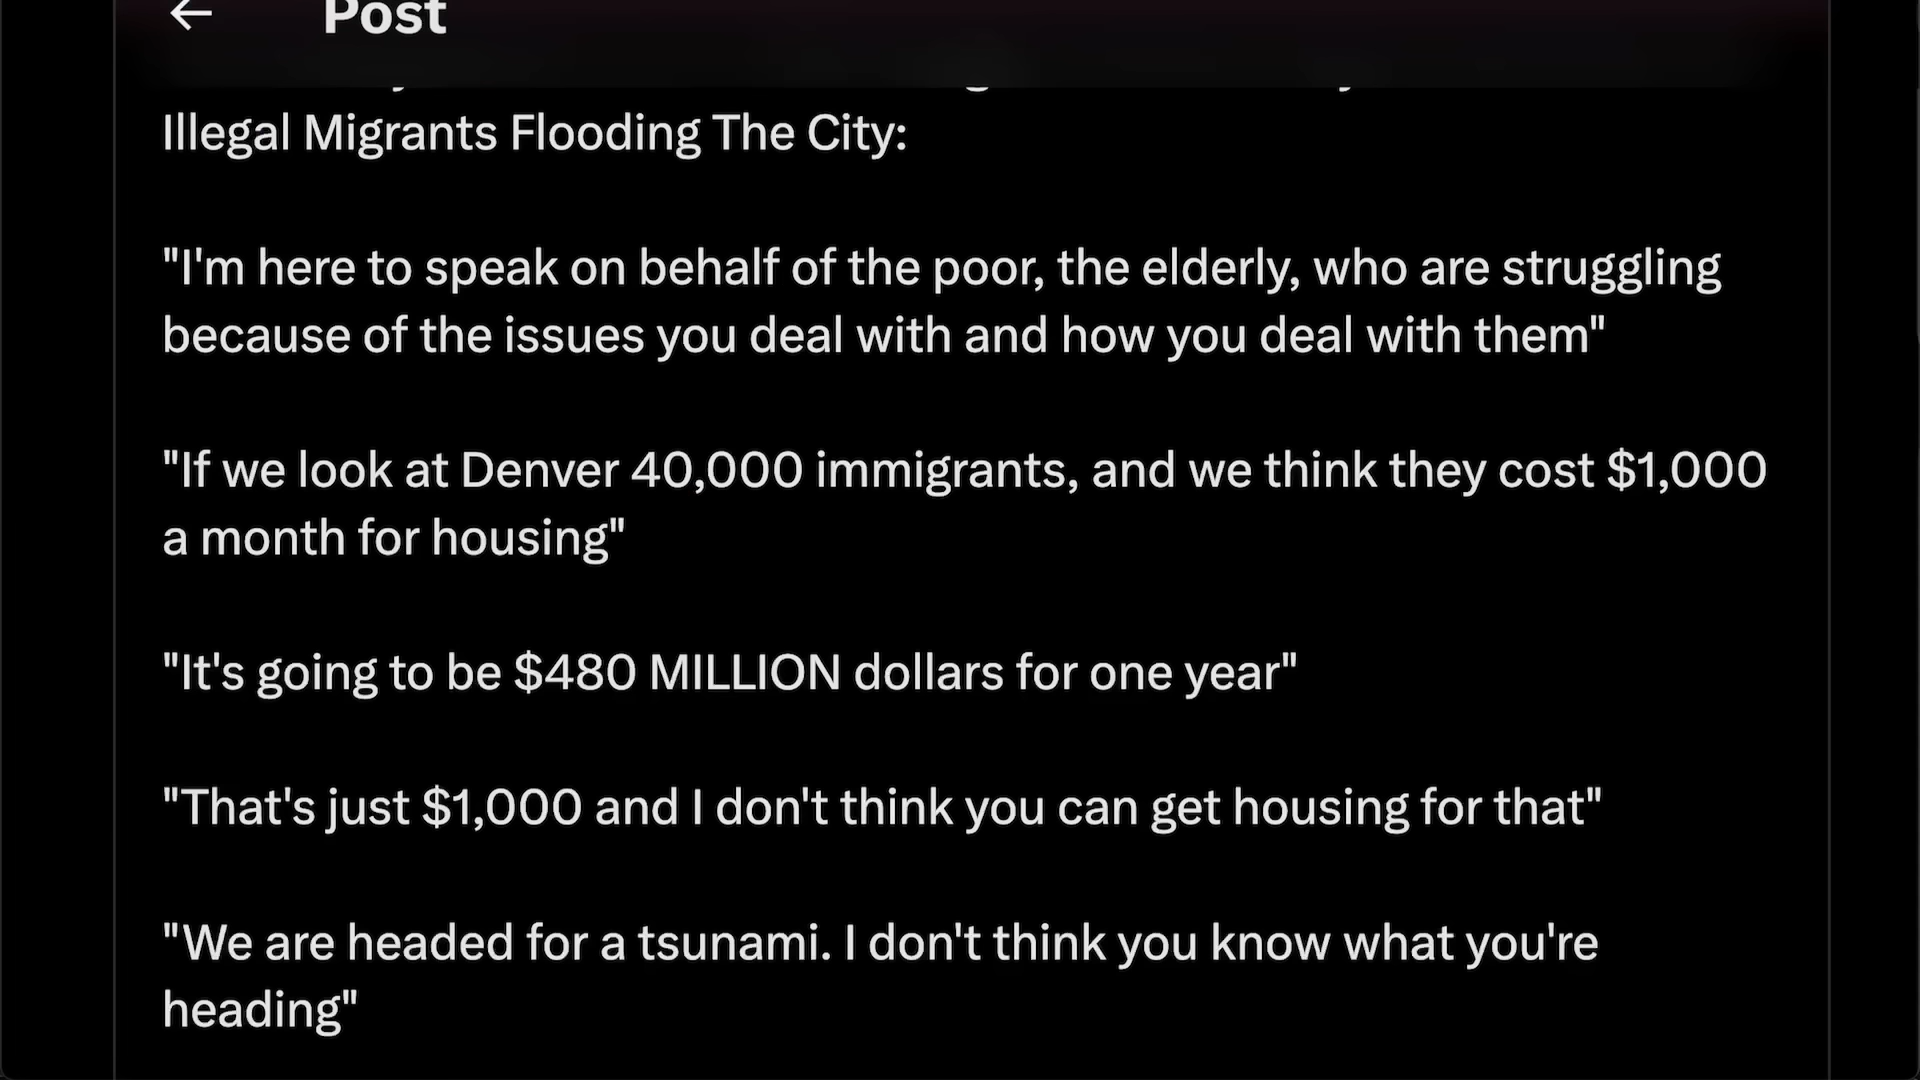 Post
Illegal Migrants Flooding The City:
"I'm here to speak on behalf of the poor, the elderly, who are struggling
because of the issues you deal with and how you deal with them"
"If we look at Denver 40,000 immigrants, and we think they cost $1,000
a month for housing"
"It's going to be $480 MILLION dollars for one year"
"That's just $1,000 and I don't think you can get housing for that"
"We are headed for a tsunami. I don't think you know what you're
heading"